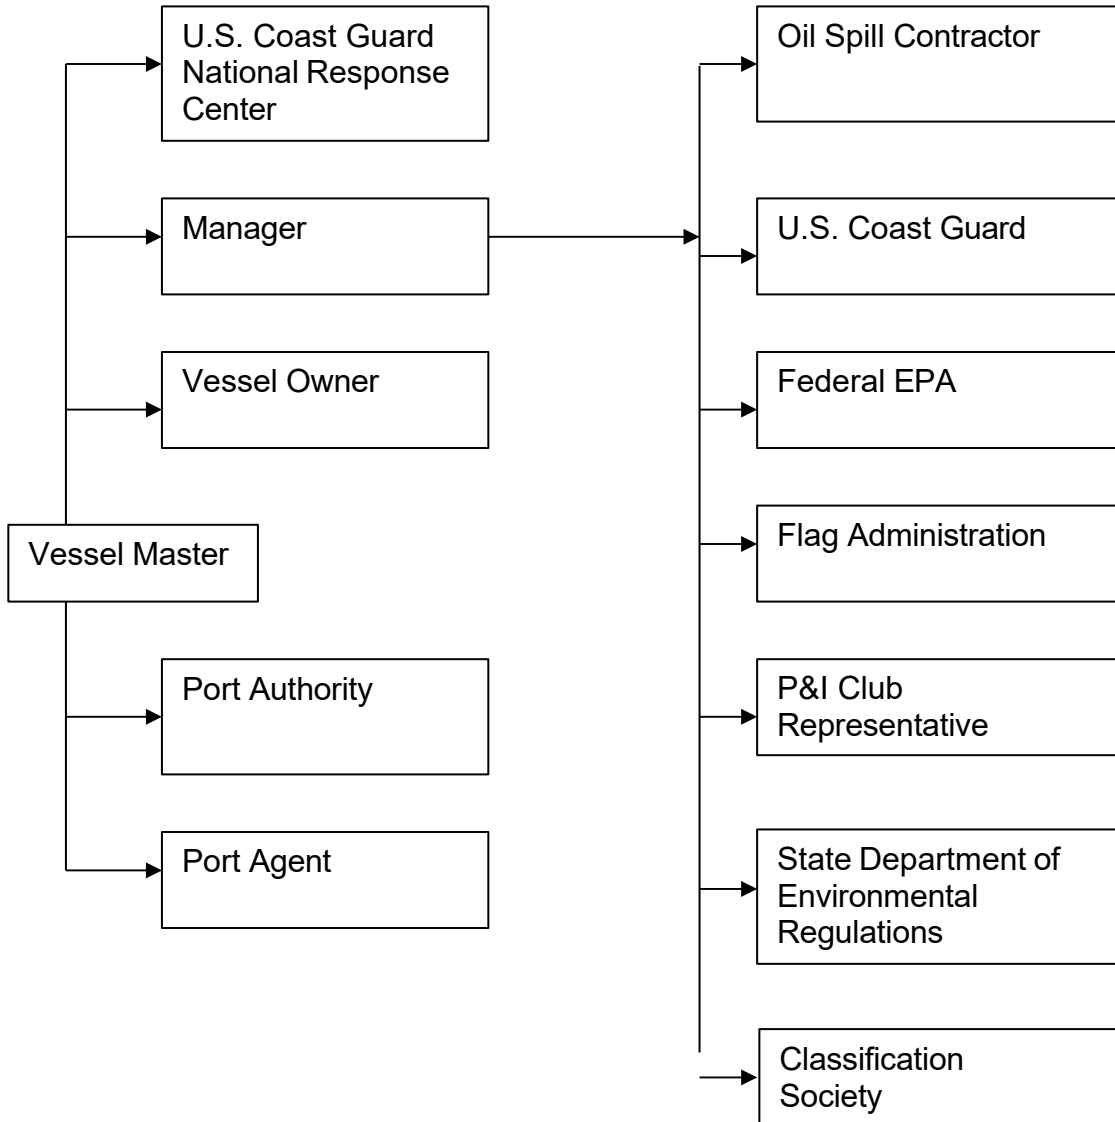 U.S. Coast Guard
National Response
Center
Manager
Vessel Owner
Vessel Master
Port Authority
Port Agent
Oil Spill Contractor
U.S. Coast Guard
Federal EPA
Flag Administration
P&I Club
Representative
State Department of
Environmental
Regulations
Classification
Society